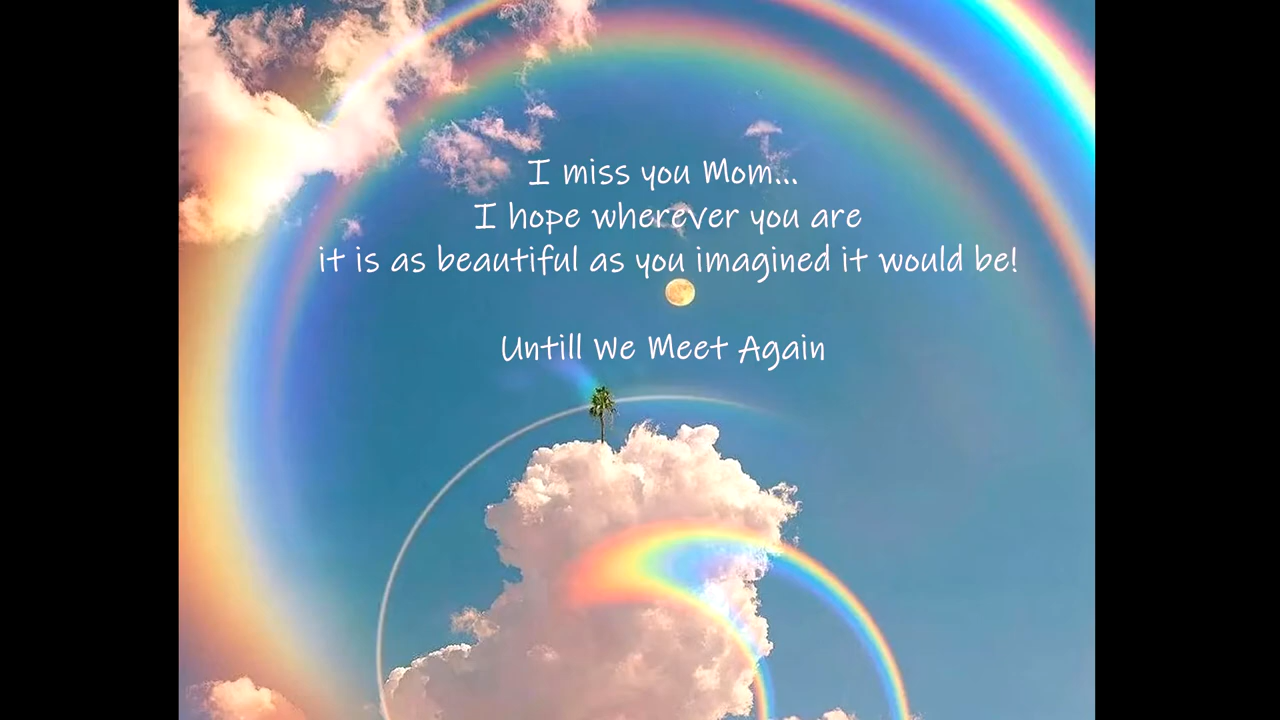 I miss you Mom...
I hope wherever you are
it is as beautiful as you imagined it would be!
Untill We Meet Again